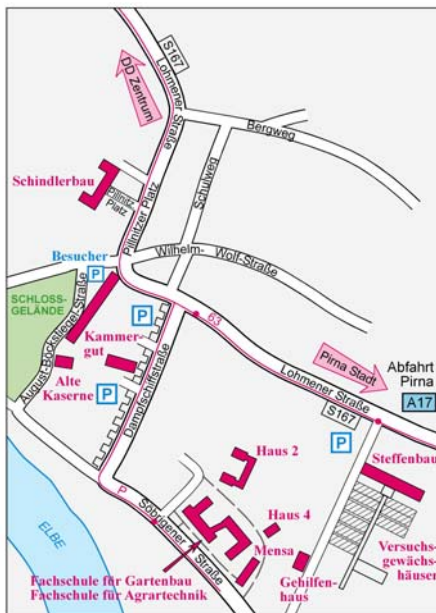 S167
DD Zentrum
Lohmener Straße
Bergweg
Schulweg
Schindlerbau
Pillnitz
Platz
Pillnitzer Platz
Besucher
P
Wilhelm-
Wolf-Straße
SCHLOSS-
GELÄNDE
August-Böckstiegel-Straße
Kammer-
gut
P
63
Alte
Kaserne
P
Dampfschiffstraße
Pirna Stadt
Lohmener Straße
S167
Abfahrt
Pirna
A17
P
Steffenbau
Haus 2
P
Söbrigener Straße
Haus 4
Mensa
Gehilfen-
haus
Versuchs-
gewächs-
häuser
ELBE
Fachschule für Gartenbau
Fachschule für Agrartechnik